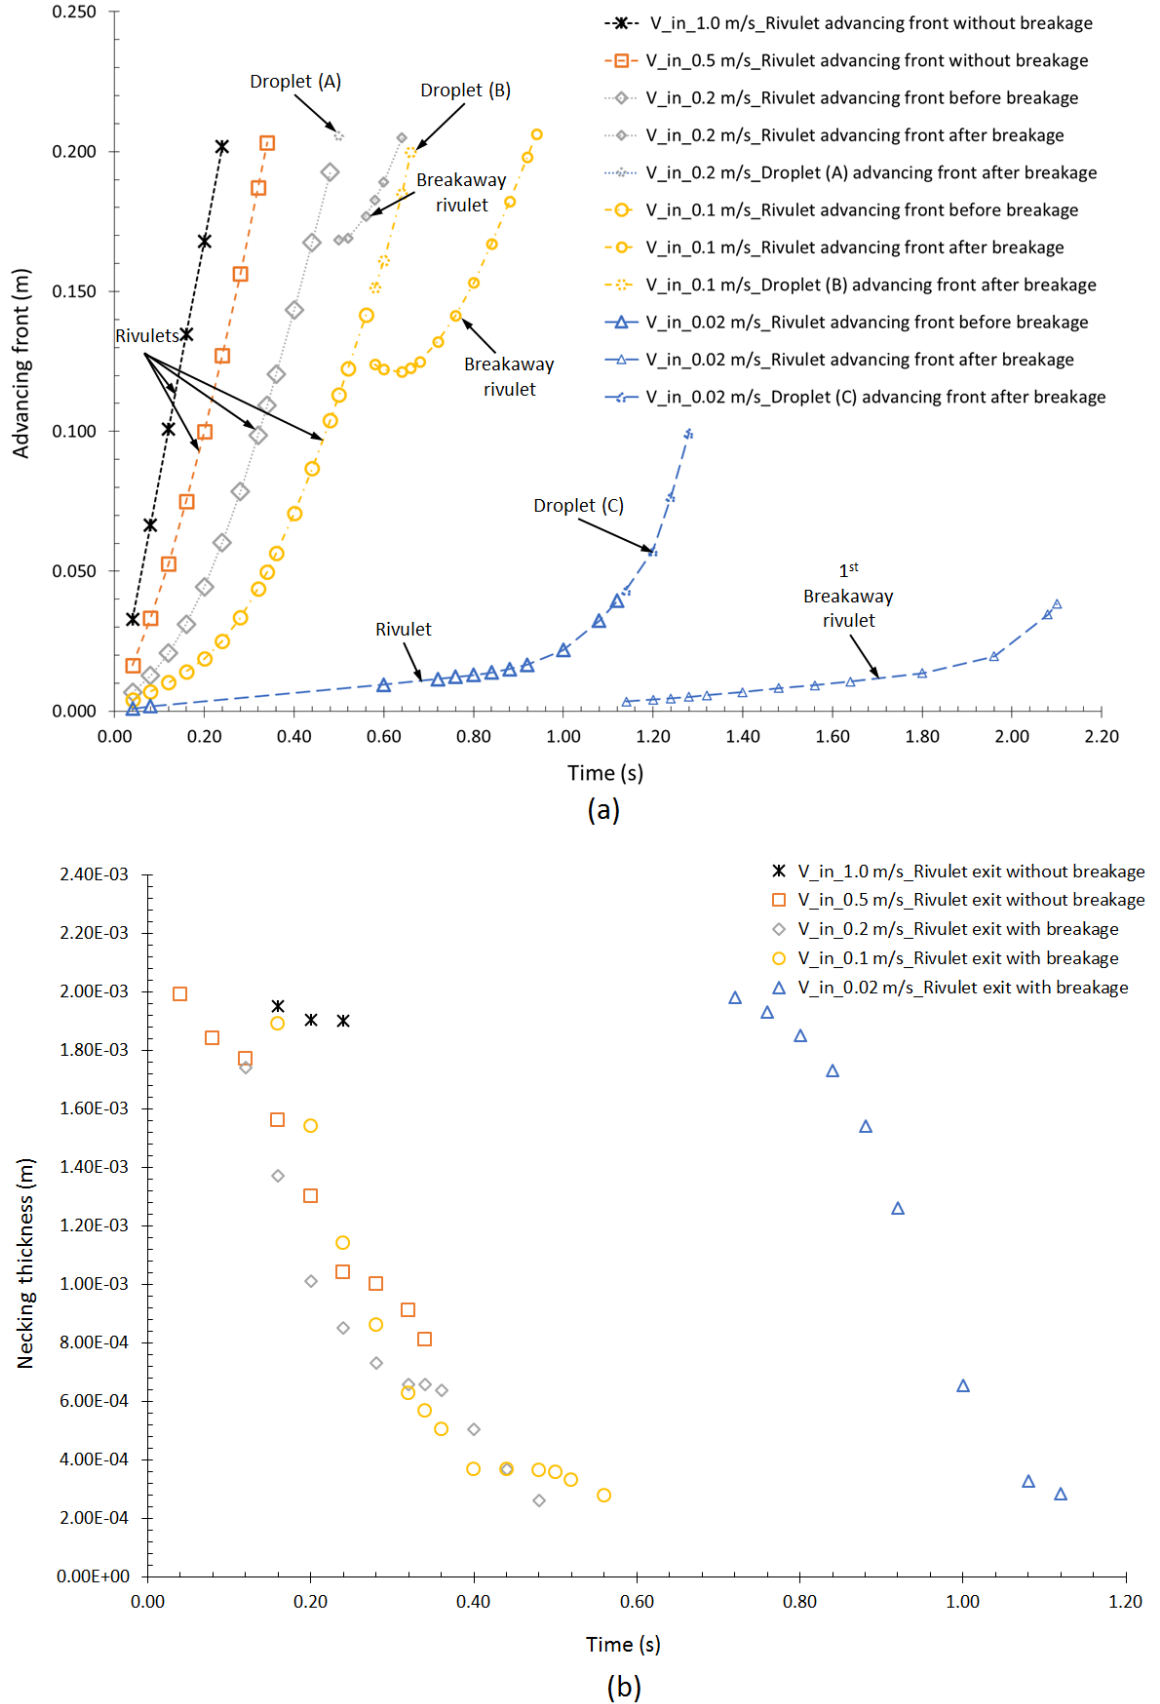 0.250
0.200
0.150
0.100
0.050
0.000
Advancing front (m)
0.00 0.20 0.40 0.60 0.80 1.00 1.20 1.40 1.60 1.80 2.00 2.20
Time (s)
V_in_1.0 m/s_Rivulet advancing front without breakage
V_in_0.5 m/s_Rivulet advancing front without breakage
V_in_0.2 m/s_Rivulet advancing front before breakage
V_in_0.2 m/s_Rivulet advancing front after breakage
V_in_0.2 m/s_Droplet (A) advancing front after breakage
V_in_0.1 m/s_Rivulet advancing front before breakage
V_in_0.1 m/s_Rivulet advancing front after breakage
V_in_0.1 m/s_Droplet (B) advancing front after breakage
V_in_0.02 m/s_Rivulet advancing front before breakage
V_in_0.02 m/s_Rivulet advancing front after breakage
V_in_0.02 m/s_Droplet (C) advancing front after breakage
Droplet (A)
Droplet (B)
Breakaway
rivulet
Rivulets
Breakaway
rivulet
Droplet (C)
Rivulet
1st
Breakaway
rivulet
(a)
2.40E-03
2.20E-03
2.00E-03
1.80E-03
1.60E-03
1.40E-03
1.20E-03
1.00E-03
8.00E-04
6.00E-04
4.00E-04
2.00E-04
0.00E+00
Necking thickness (m)
0.00 0.20 0.40 0.60 0.80 1.00 1.20
Time (s)
V_in_1.0 m/s_Rivulet exit without breakage
V_in_0.5 m/s_Rivulet exit without breakage
V_in_0.2 m/s_Rivulet exit with breakage
V_in_0.1 m/s_Rivulet exit with breakage
V_in_0.02 m/s_Rivulet exit with breakage
(b)